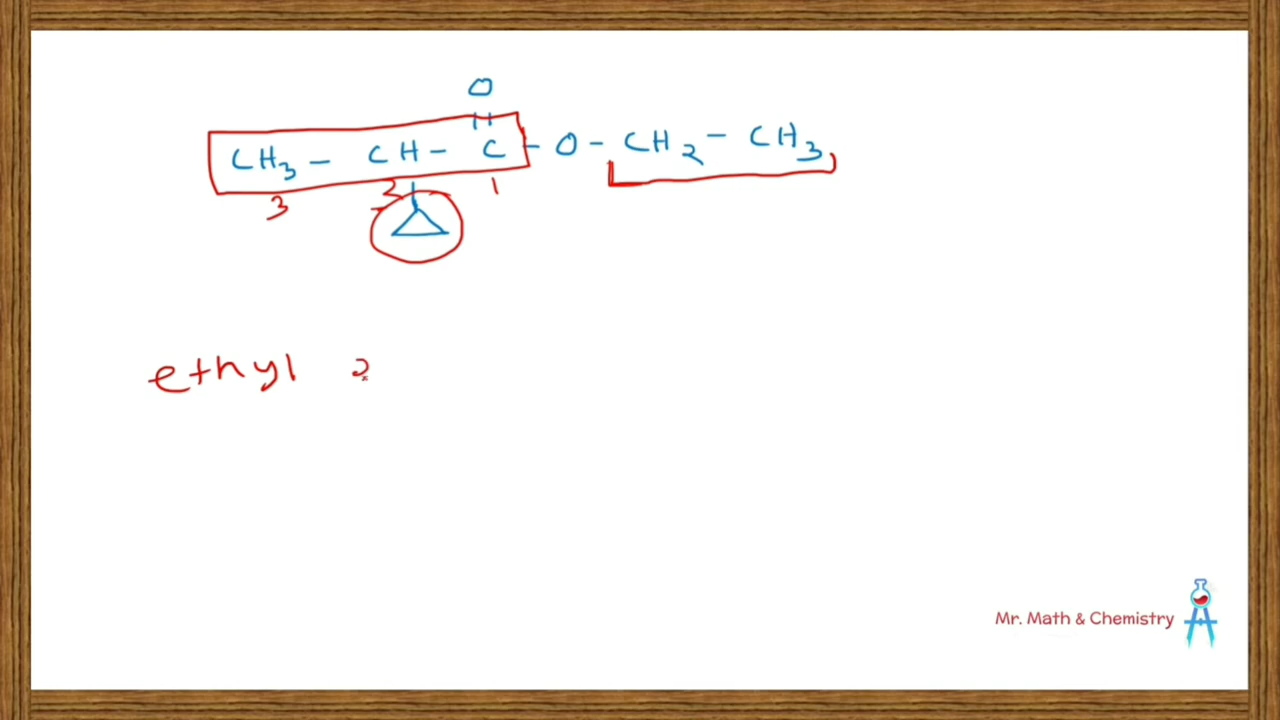 O
CH3 - CH - C - O - CH2 - CH3
3 2 1
ethyl 2
Mr. Math & Chemistry